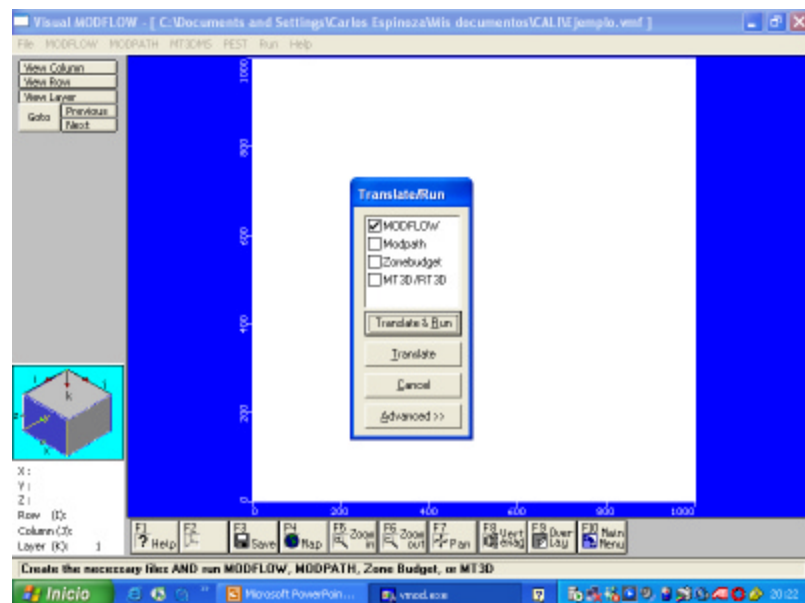 Visual MODFLOW - [ C:\Documents and Settings\Carlos Espinoza\Mis documentos\CALI\Ejemplo.vmf ]
File MODFLOW MODPATH MT3DMS PEST Run Help
View Column
View Row
View Layer
Goto
Previous
Next
1000
800
600
400
200
0
Translate/Run
MODFLOW
Modpath
Zonebudget
MT3D/RT3D
Translate & Run
Translate
Cancel
Advanced >>
0 200 400 600 800 1000
k
X:
Y:
Z:
Row (I):
Column (J):
Layer (K): 1
F1 Help
F2
F3 Save
F4 Map
F5 Zoom in
F6 Zoom out
F7 Pan
F8 Vert exag
F9 Over lay
F10 Main Menu
Create the necessary files AND run MODFLOW, MODPATH, Zone Budget, or MT3D
Inicio
Microsoft PowerPoin...
vmod.exe
20:22